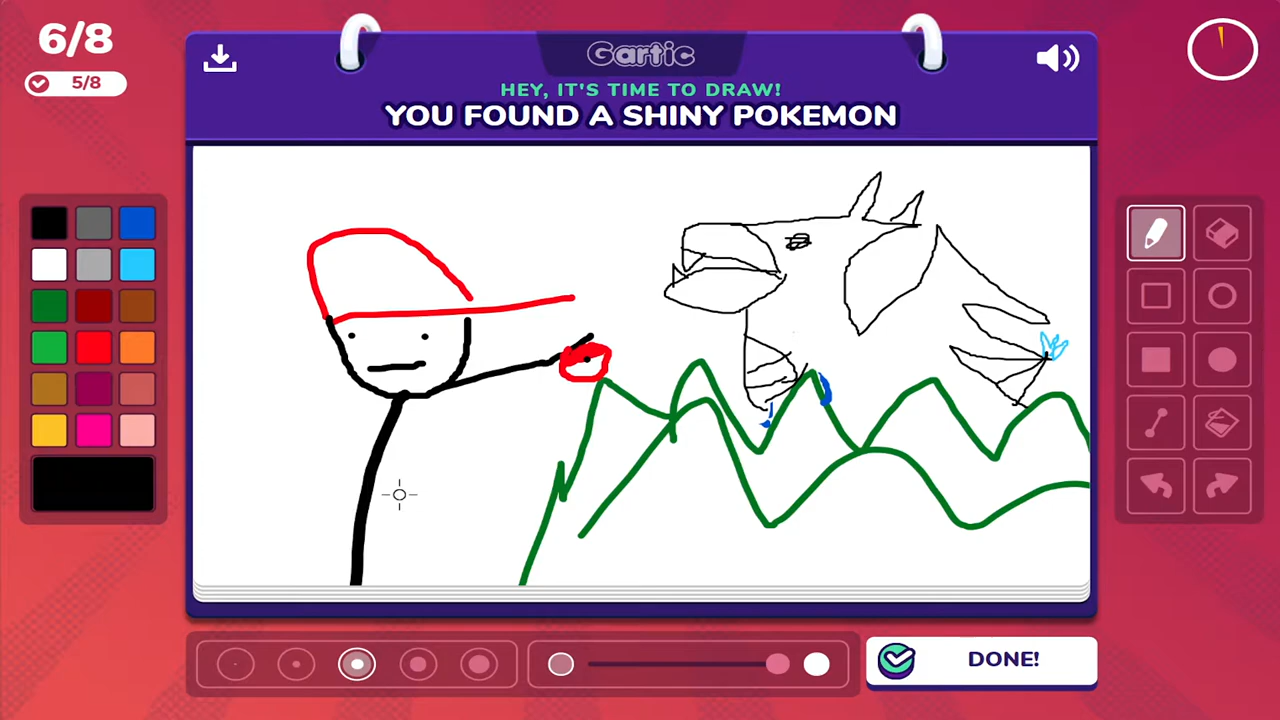 6/8
5/8
Gartic
HEY, IT'S TIME TO DRAW!
YOU FOUND A SHINY POKEMON
DONE!